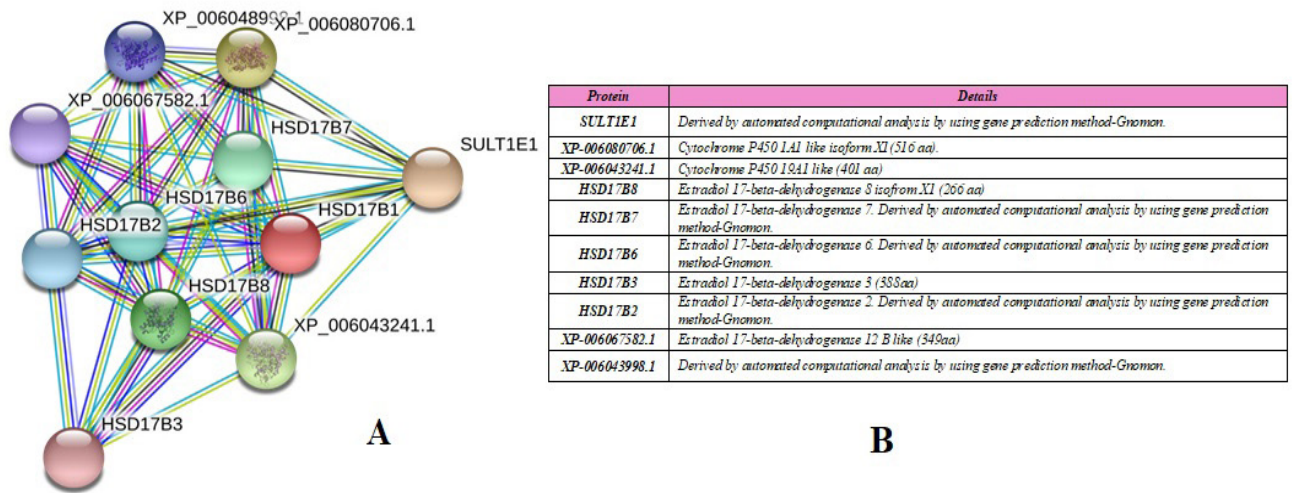 XP_006048998.1
XP_006080706.1
XP_006067582.1
HSD17B7
SULT1E1
HSD17B6
HSD17B1
HSD17B2
HSD17B8
XP_006043241.1
HSD17B3
A
Protein Details
SULT1E1 Derived by automated computational analysis by using gene prediction method-Gnomon.
XP-006080706.1 Cytochrome P450 1A1 like isoform X1 (516 aa).
XP-006043241.1 Cytochrome P450 19A1 like (401 aa)
HSD17B8 Estradiol 17-beta-dehydrogenase 8 isofrom X1 (266 aa)
HSD17B7 Estradiol 17-beta-dehydrogenase 7. Derived by automated computational analysis by using gene prediction
method-Gnomon.
HSD17B6 Estradiol 17-beta-dehydrogenase 6. Derived by automated computational analysis by using gene prediction
method-Gnomon.
HSD17B3 Estradiol 17-beta-dehydrogenase 3 (388aa)
HSD17B2 Estradiol 17-beta-dehydrogenase 2. Derived by automated computational analysis by using gene prediction
method-Gnomon.
XP-006067582.1 Estradiol 17-beta-dehydrogenase 12 B like (349aa)
XP-006043998.1 Derived by automated computational analysis by using gene prediction method-Gnomon.
B